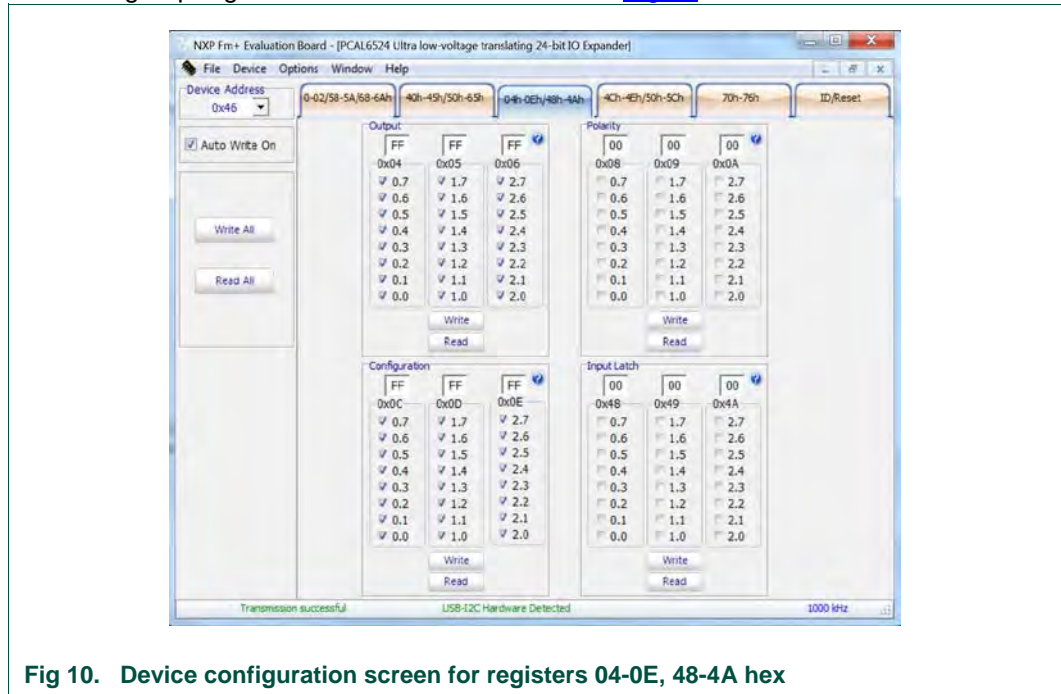 NXP Fm+ Evaluation Board - [PCAL6524 Ultra low-voltage translating 24-bit IO Expander]
File Device Options Window Help
Device Address
0x46
Auto Write On
Write All
Read All
0-02/58-5A/68-6Ah 40h-45h/50h-65h 04h-0Eh/48h-4Ah 4Ch-4Eh/50h-5Ch 70h-76h ID/Reset
Output
FF FF FF
0x04 0x05 0x06
0.7 1.7 2.7
0.6 1.6 2.6
0.5 1.5 2.5
0.4 1.4 2.4
0.3 1.3 2.3
0.2 1.2 2.2
0.1 1.1 2.1
0.0 1.0 2.0
Write
Read
Polarity
00 00 00
0x08 0x09 0x0A
0.7 1.7 2.7
0.6 1.6 2.6
0.5 1.5 2.5
0.4 1.4 2.4
0.3 1.3 2.3
0.2 1.2 2.2
0.1 1.1 2.1
0.0 1.0 2.0
Write
Read
Configuration
FF FF FF
0x0C 0x0D 0x0E
0.7 1.7 2.7
0.6 1.6 2.6
0.5 1.5 2.5
0.4 1.4 2.4
0.3 1.3 2.3
0.2 1.2 2.2
0.1 1.1 2.1
0.0 1.0 2.0
Write
Read
Input Latch
00 00 00
0x48 0x49 0x4A
0.7 1.7 2.7
0.6 1.6 2.6
0.5 1.5 2.5
0.4 1.4 2.4
0.3 1.3 2.3
0.2 1.2 2.2
0.1 1.1 2.1
0.0 1.0 2.0
Write
Read
Transmission successful USB-I2C Hardware Detected 1000 kHz
Fig 10. Device configuration screen for registers 04-0E, 48-4A hex